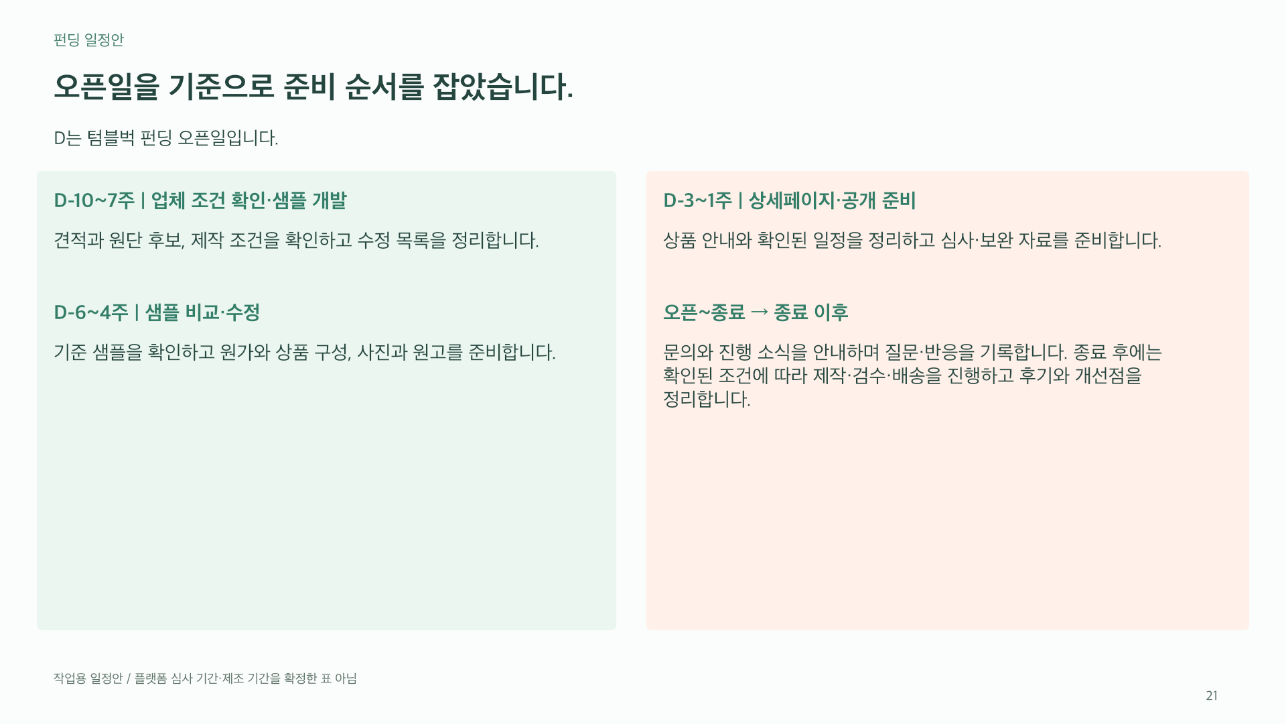 펀딩 일정안
오픈일을 기준으로 준비 순서를 잡았습니다.
D는 텀블벅 펀딩 오픈일입니다.
D-10~7주 | 업체 조건 확인·샘플 개발
견적과 원단 후보, 제작 조건을 확인하고 수정 목록을 정리합니다.
D-6~4주 | 샘플 비교·수정
기준 샘플을 확인하고 원가와 상품 구성, 사진과 원고를 준비합니다.
D-3~1주 | 상세페이지·공개 준비
상품 안내와 확인된 일정을 정리하고 심사·보완 자료를 준비합니다.
오픈~종료 → 종료 이후
문의와 진행 소식을 안내하며 질문·반응을 기록합니다. 종료 후에는
확인된 조건에 따라 제작·검수·배송을 진행하고 후기와 개선점을
정리합니다.
작업용 일정안 / 플랫폼 심사 기간·제조 기간을 확정한 표 아님
21